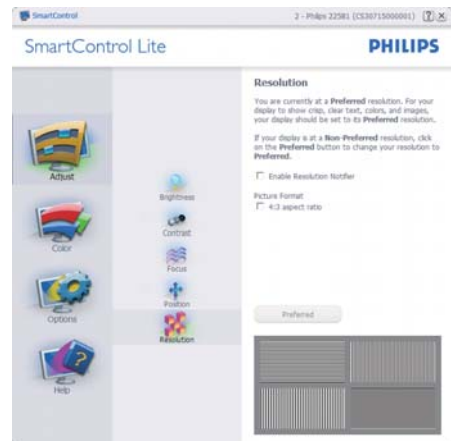 SmartControl
2 - Philips 225B1 (CS30715000001)
SmartControl Lite
PHILIPS
Adjust
Color
Options
Help
Brightness
Contrast
Focus
Position
Resolution
Resolution
You are currently at a Preferred resolution. For your
display to show crisp, clear text, colors, and images,
your display should be set to its Preferred resolution.
If your display is at a Non-Preferred resolution, click
on the Preferred button to change your resolution to
Preferred.
Enable Resolution Notifier
Picture Format
4:3 aspect ratio
Preferred